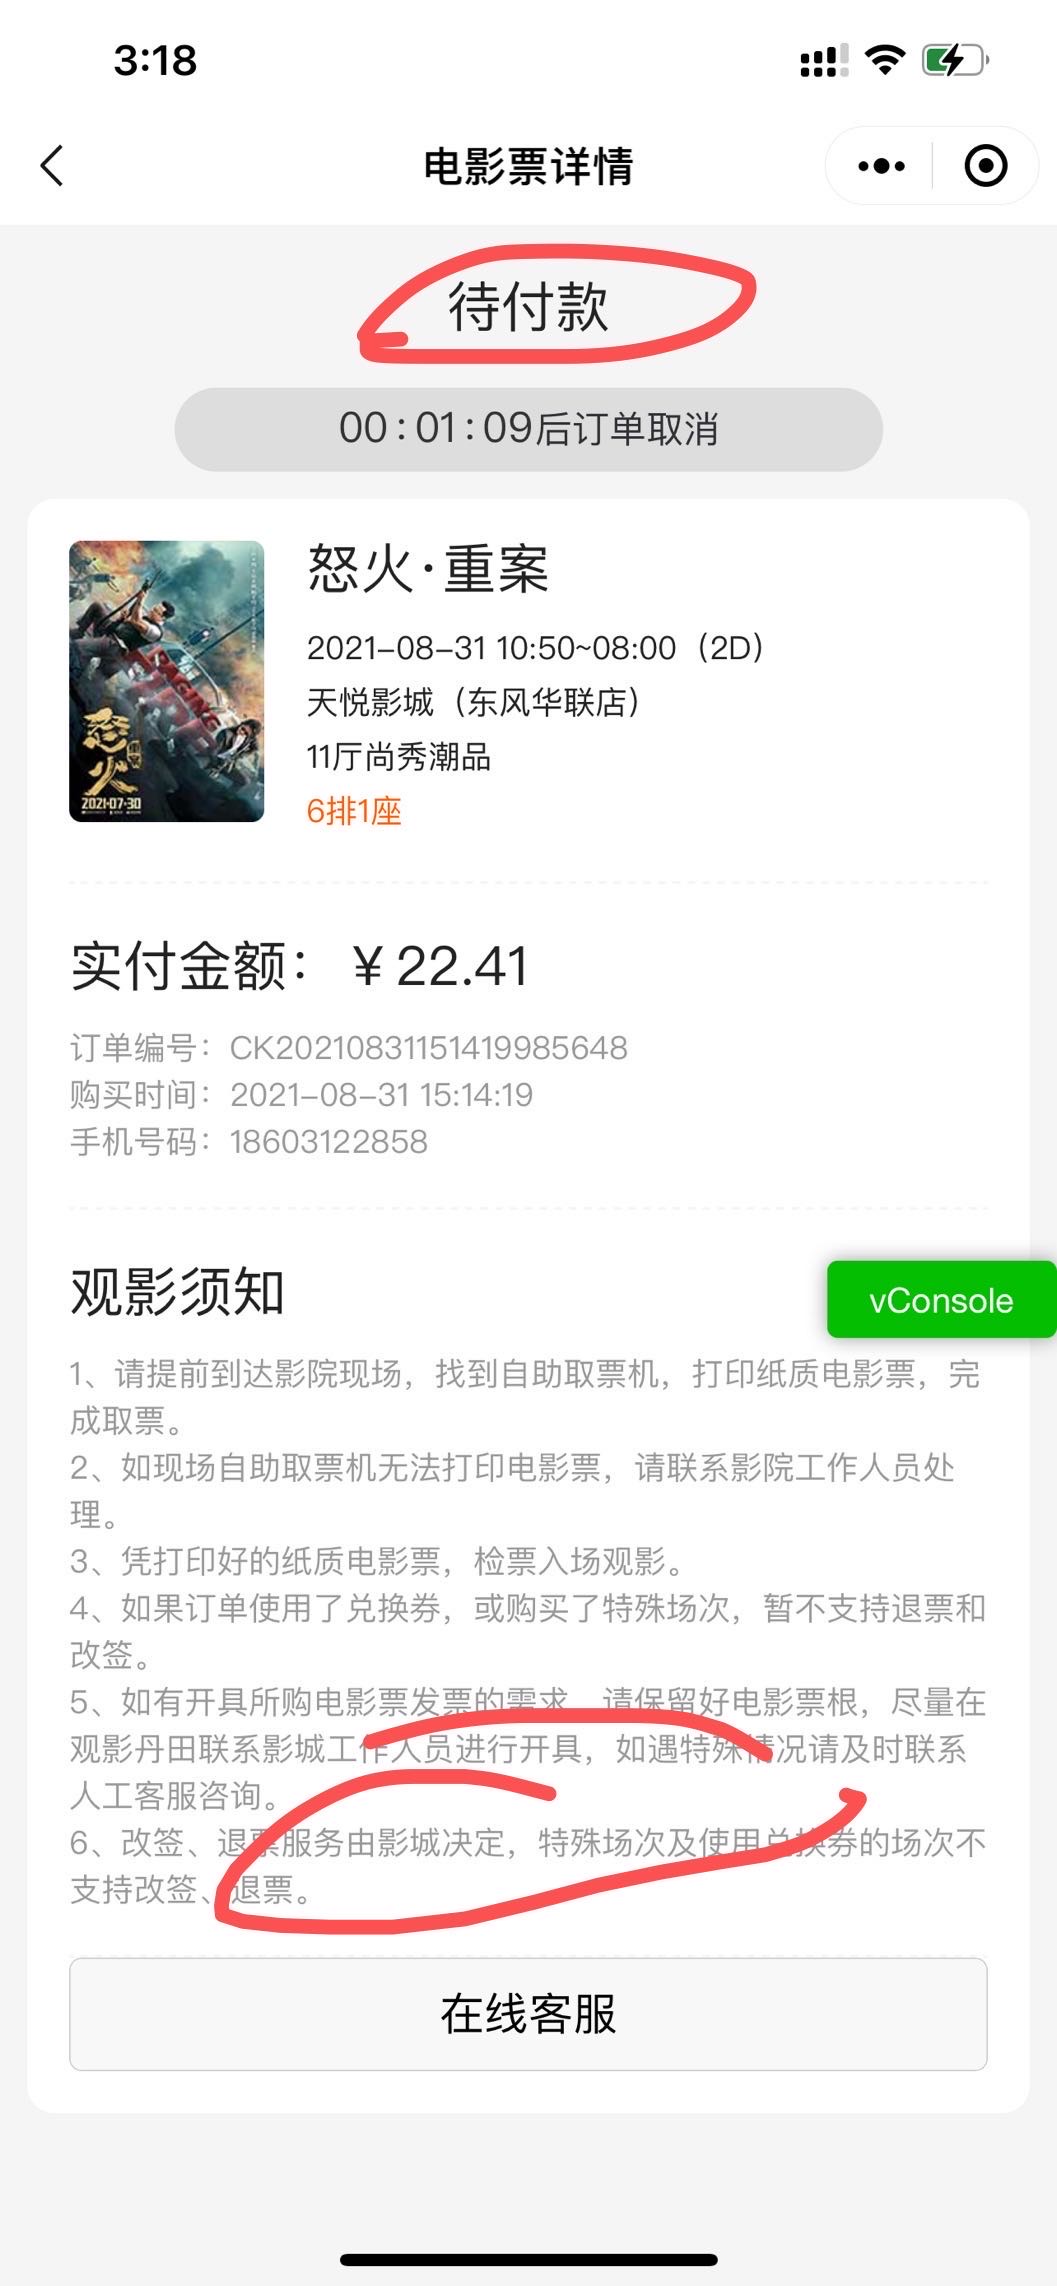 3:18
电影票详情
待付款
00:01:09后订单取消
怒火·重案
2021-08-31 10:50~08:00（2D）
天悦影城（东风华联店）
11厅尚秀潮品
6排1座
怒火
重案
2021·07·30
实付金额：￥22.41
订单编号：CK20210831151419985648
购买时间：2021-08-31 15:14:19
手机号码：18603122858
观影须知
vConsole
1、请提前到达影院现场，找到自助取票机，打印纸质电影票，完
成取票。
2、如现场自助取票机无法打印电影票，请联系影院工作人员处
理。
3、凭打印好的纸质电影票，检票入场观影。
4、如果订单使用了兑换券，或购买了特殊场次，暂不支持退票和
改签。
5、如有开具所购电影票发票的需求，请保留好电影票根，尽量在
观影丹田联系影城工作人员进行开具，如遇特殊情况请及时联系
人工客服咨询。
6、改签、退票服务由影城决定，特殊场次及使用兑换券的场次不
支持改签、退票。
在线客服